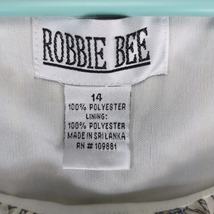 ROBBIE BEE
14
100% POLYESTER
LINING:
100% POLYESTER
MADE IN SRI LANKA
RN #109881